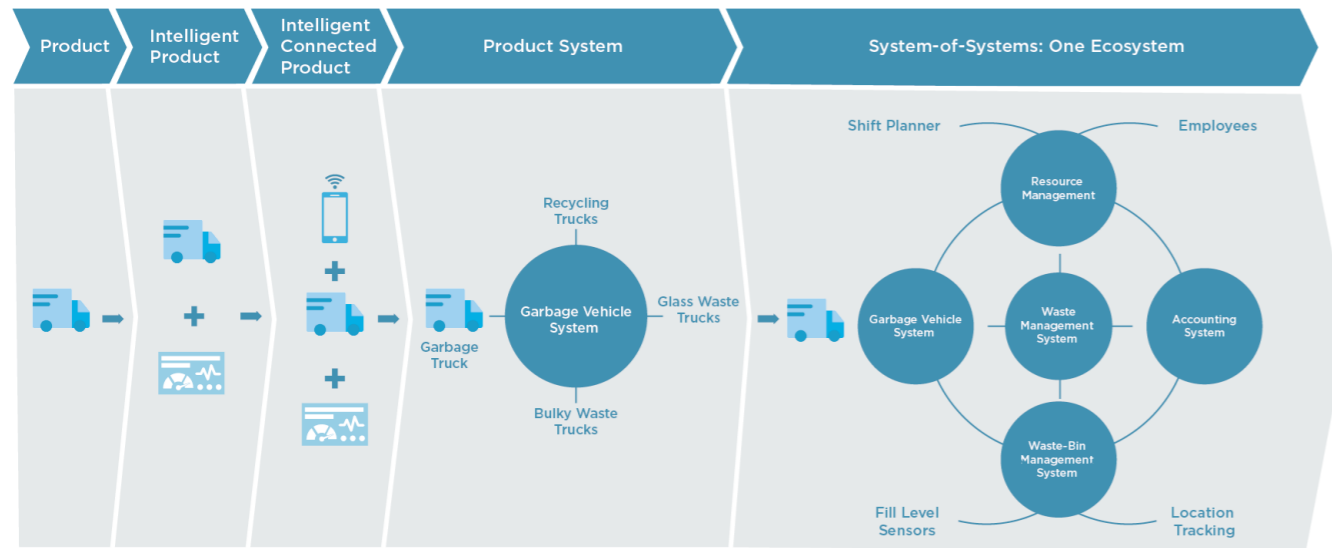 Product
Intelligent
Product
Intelligent
Connected
Product
Product System
System-of-Systems: One Ecosystem
Recycling
Trucks
Garbage Vehicle
System
Glass Waste
Trucks
Garbage
Truck
Bulky Waste
Trucks
Shift Planner
Employees
Resource
Management
Garbage Vehicle
System
Waste
Management
System
Accounting
System
Waste-Bin
Management
System
Fill Level
Sensors
Location
Tracking